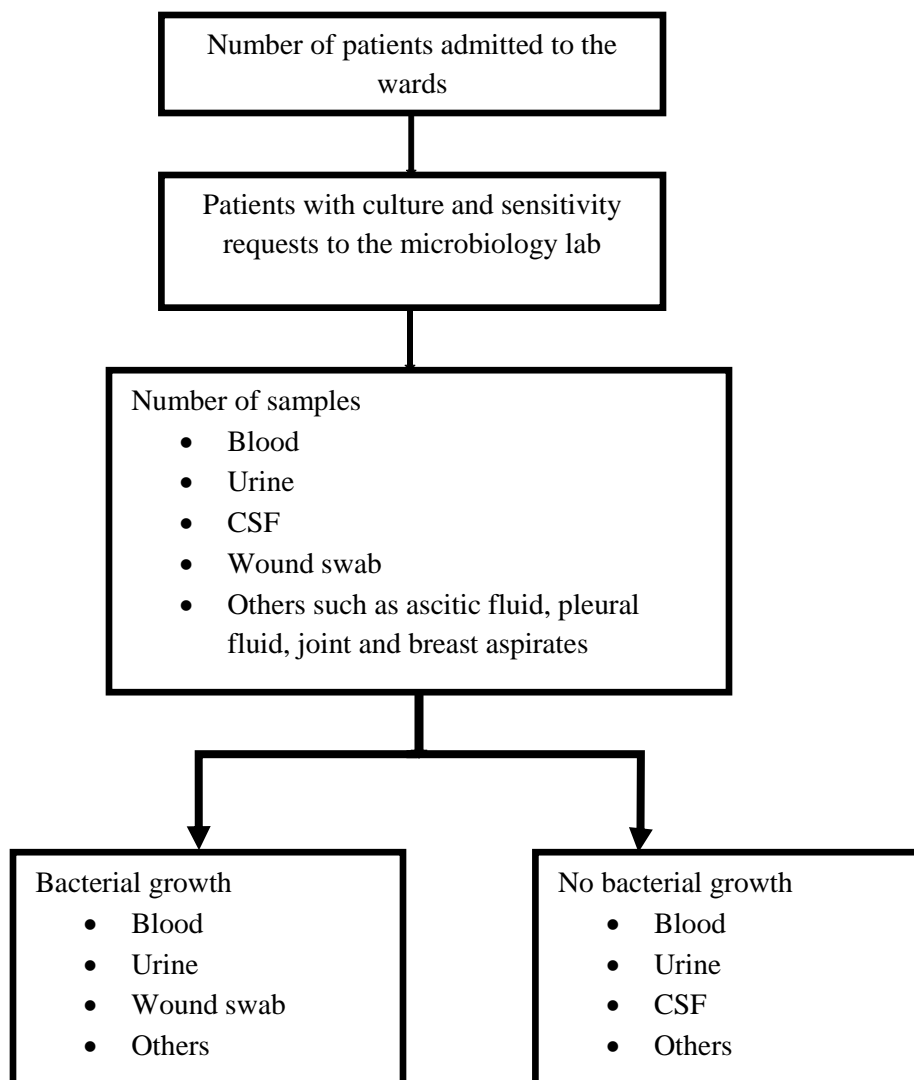 Number of patients admitted to the
wards
Patients with culture and sensitivity
requests to the microbiology lab
Number of samples
• Blood
• Urine
• CSF
• Wound swab
• Others such as ascitic fluid, pleural
fluid, joint and breast aspirates
Bacterial growth
• Blood
• Urine
• Wound swab
• Others
No bacterial growth
• Blood
• Urine
• CSF
• Others